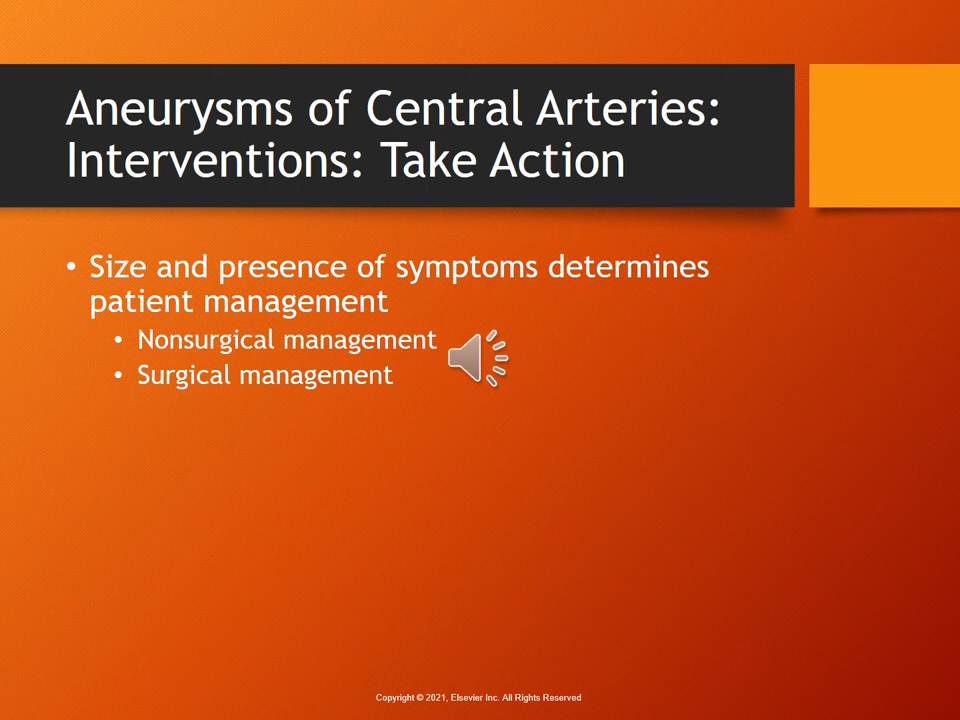 Aneurysms of Central Arteries:
Interventions: Take Action
• Size and presence of symptoms determines
patient management
• Nonsurgical management
• Surgical management
Copyright © 2021, Elsevier Inc. All Rights Reserved